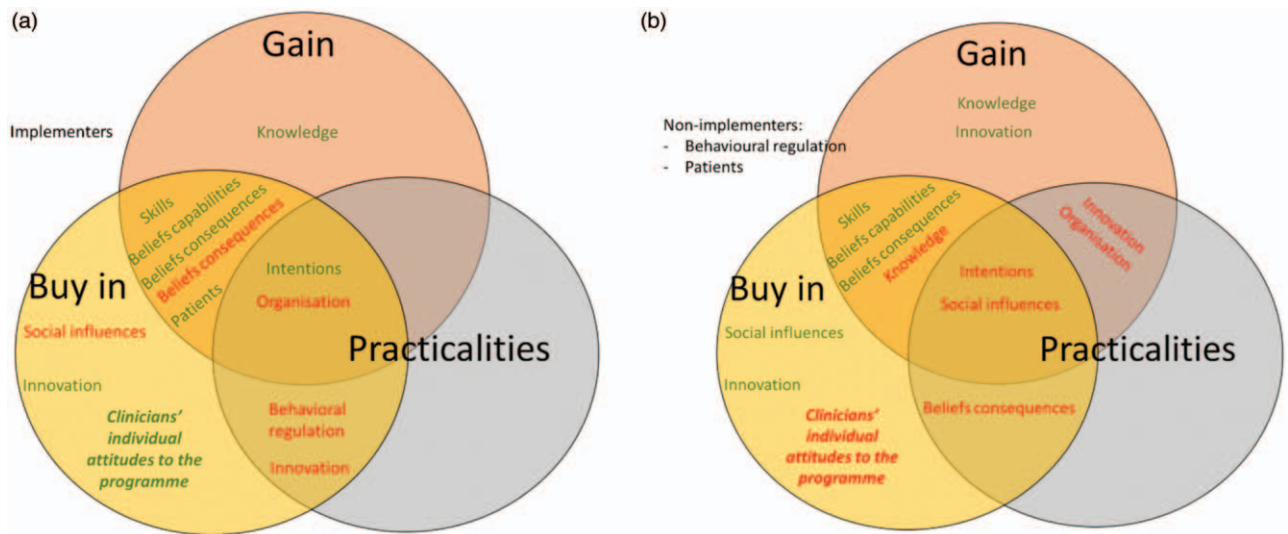 (a)
Gain
Implementers
Knowledge
Skills
Beliefs capabilities
Beliefs consequences
Beliefs consequences
Patients
Intentions
Organisation
Buy in
Social influences
Innovation
Clinicians'
individual
attitudes to the
programme
Practicalities
Behavioral
regulation
Innovation
(b)
Gain
Knowledge
Innovation
Non-implementers:
- Behavioural regulation
- Patients
Skills
Beliefs capabilities
Beliefs consequences
Knowledge
Innovation
Organisation
Intentions
Social influences
Buy in
Social influences
Innovation
Clinicians'
individual
attitudes to the
programme
Practicalities
Beliefs consequences